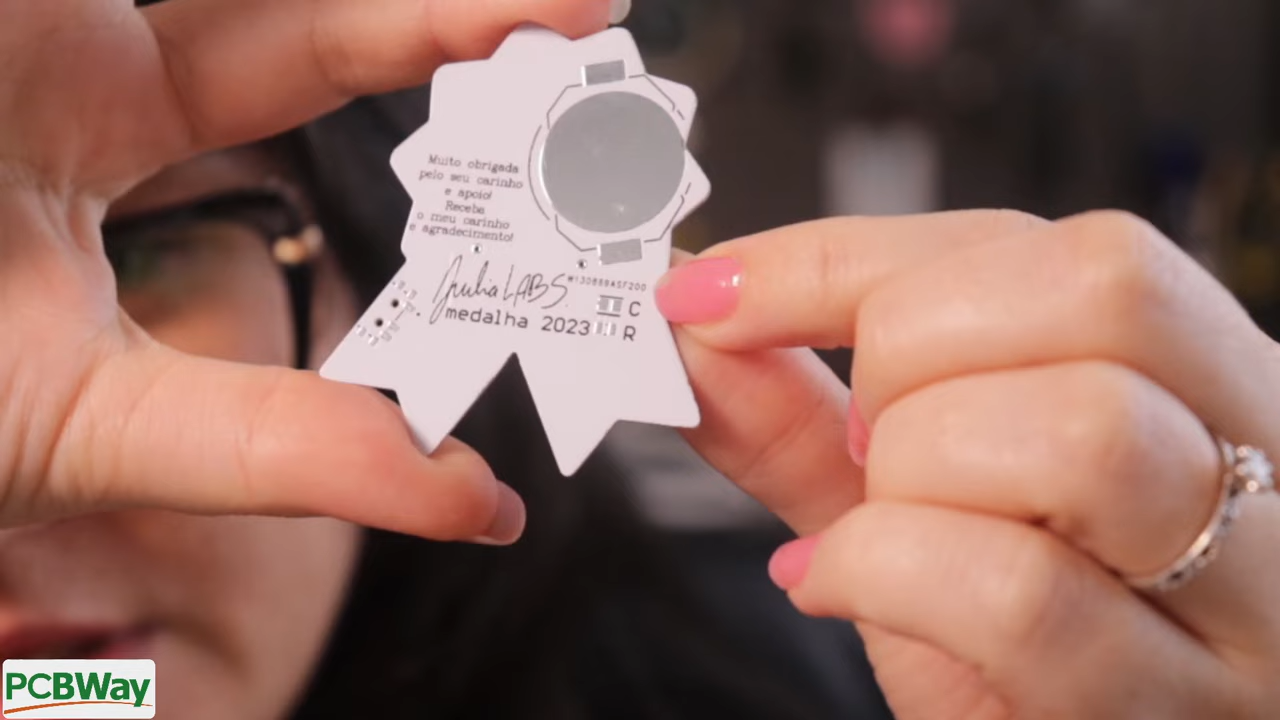 Muito obrigada
pelo seu carinho
e apoio!
Receba
o meu carinho
e agradecimento!
JuliaLABS
medalha 2023
C
R
PCBWay